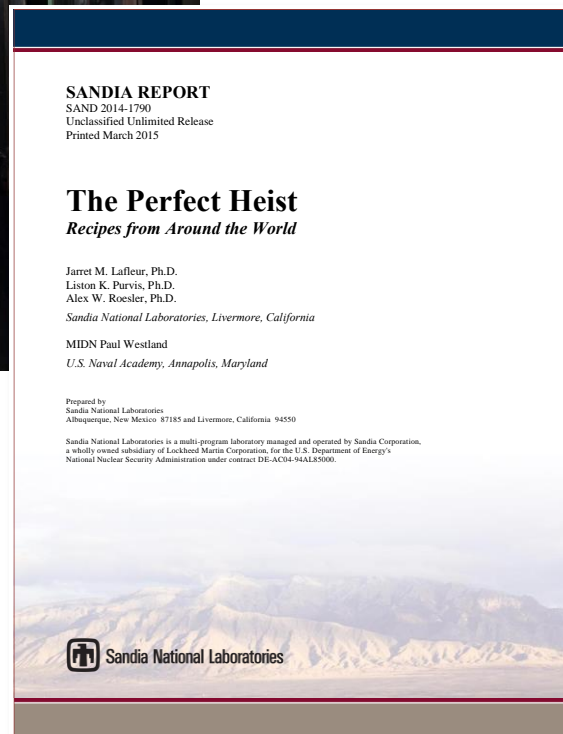 SANDIA REPORT
SAND 2014-1790
Unclassified Unlimited Release
Printed March 2015
The Perfect Heist
Recipes from Around the World
Jarret M. Lafleur, Ph.D.
Liston K. Purvis, Ph.D.
Alex W. Roesler, Ph.D.
Sandia National Laboratories, Livermore, California
MIDN Paul Westland
U.S. Naval Academy, Annapolis, Maryland
Prepared by
Sandia National Laboratories
Albuquerque, New Mexico 87185 and Livermore, California 94550
Sandia National Laboratories is a multi-program laboratory managed and operated by Sandia Corporation,
a wholly owned subsidiary of Lockheed Martin Corporation, for the U.S. Department of Energy's
National Nuclear Security Administration under contract DE-AC04-94AL85000.
Sandia National Laboratories